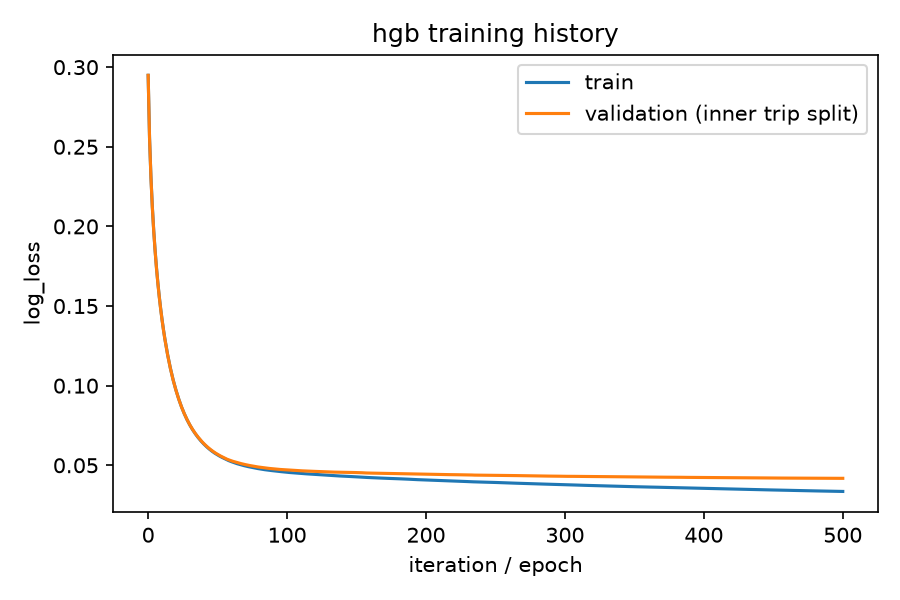 hgb training history
train
validation (inner trip split)
log_loss
0.30
0.25
0.20
0.15
0.10
0.05
0
100
200
300
400
500
iteration / epoch